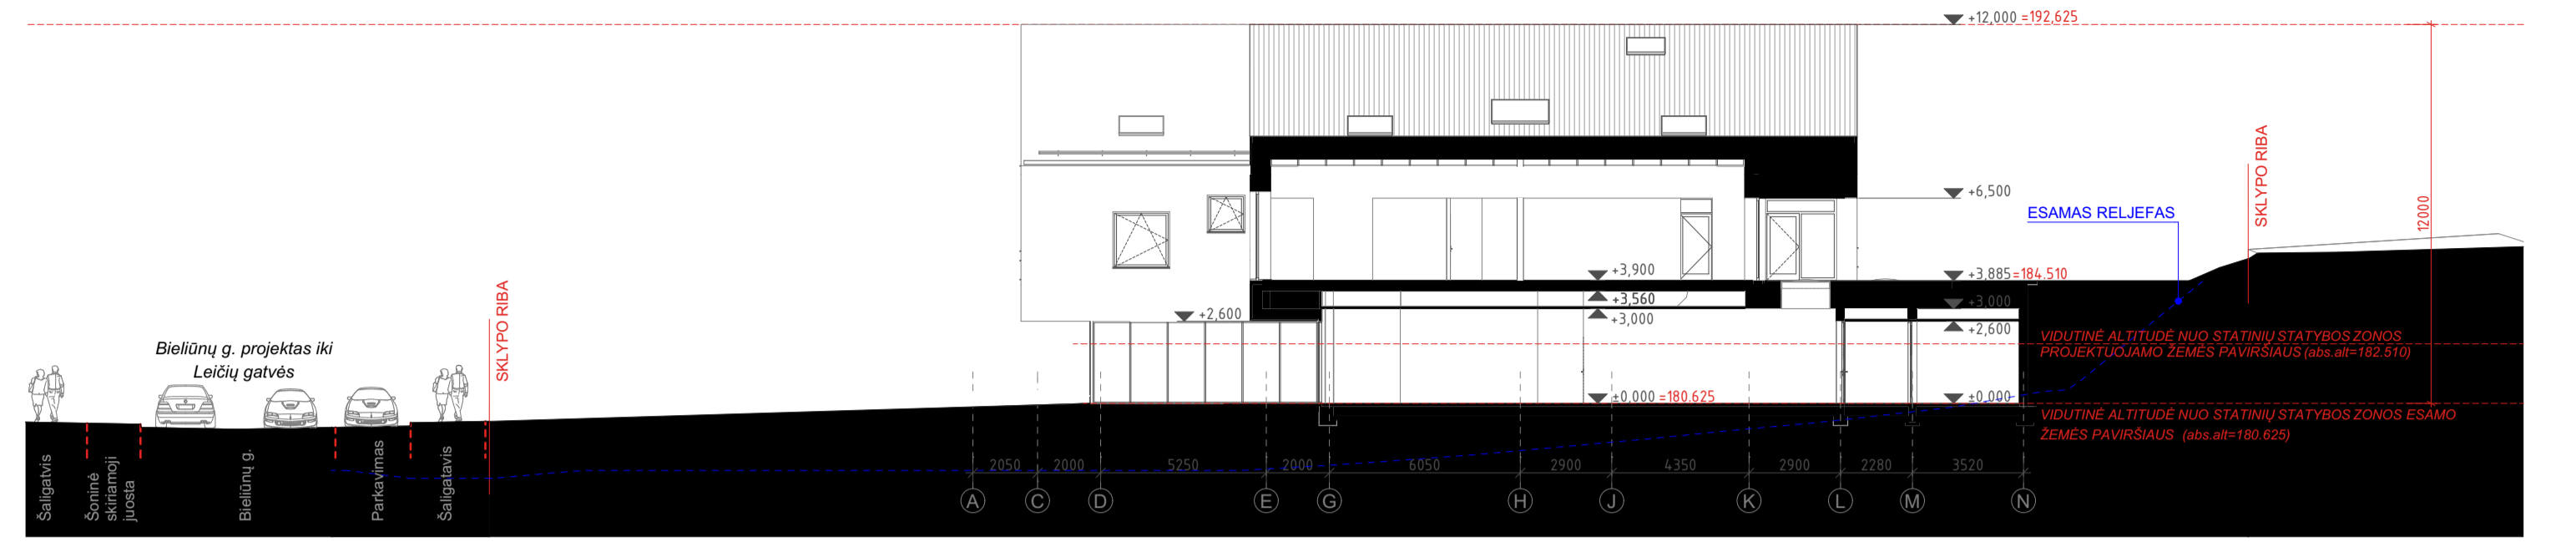 +12,000 =192,625
SKLYPO RIBA
+6,500
ESAMAS RELJEFAS
12000
+3,900
+3,885=184.510
+3,560
+3,000
+3,000
SKLYPO RIBA
+2,600
+2,600
VIDUTINĖ ALTITUDĖ NUO STATINIŲ STATYBOS ZONOS
PROJEKTUOJAMO ŽEMĖS PAVIRŠIAUS (abs.alt=182.510)
Bieliūnų g. projektas iki
Leičių gatvės
±0,000 =180.625
±0,000
VIDUTINĖ ALTITUDĖ NUO STATINIŲ STATYBOS ZONOS ESAMO
ŽEMĖS PAVIRŠIAUS (abs.alt=180.625)
Šaligatvis
Šoninė
skiriamoji
juosta
Bieliūnų g.
Parkavimas
Šaligatavis
2050 2000 5250 2000 6050 2900 4350 2900 2280 3520
A C D E G H J K L M N